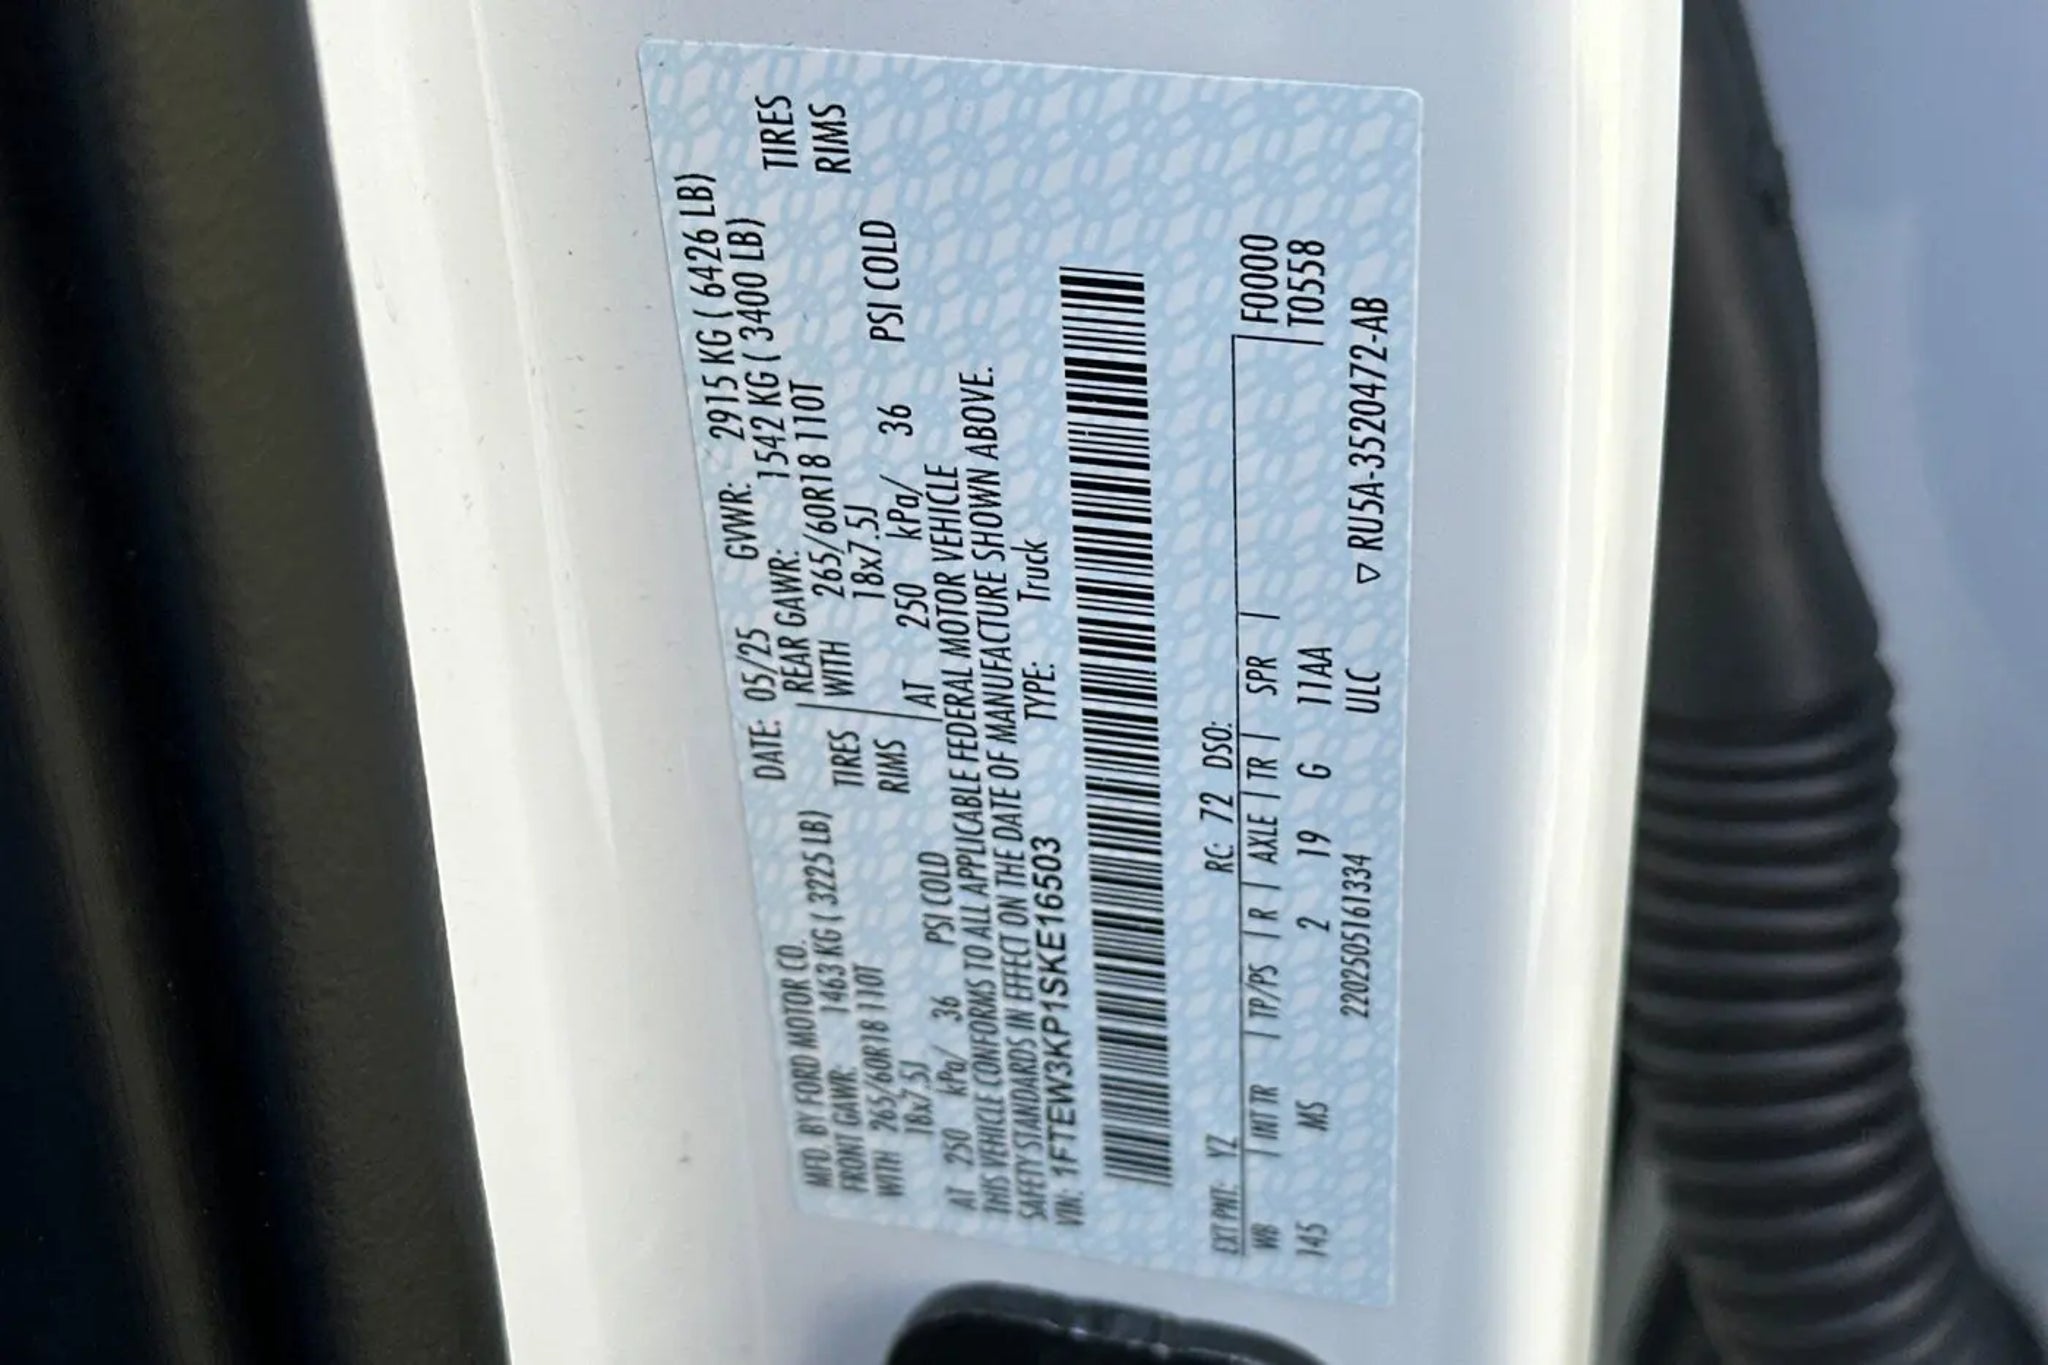 MFD. BY FORD MOTOR CO. DATE: 05/25 GVWR: 2915 KG ( 6426 LB)
FRONT GAWR: 1463 KG ( 3225 LB) REAR GAWR: 1542 KG ( 3400 LB)
WITH 265/60R18 110T TIRES WITH 265/60R18 110T TIRES
18x7.5J RIMS 18x7.5J RIMS
AT 250 kPa/ 36 PSI COLD AT 250 kPa/ 36 PSI COLD
THIS VEHICLE CONFORMS TO ALL APPLICABLE FEDERAL MOTOR VEHICLE
SAFETY STANDARDS IN EFFECT ON THE DATE OF MANUFACTURE SHOWN ABOVE.
VIN: 1FTEW3KP1SKE16503 TYPE: Truck
EXT PNT: YZ RC: 72 DSO:
WB | INT TR | TP/PS | R | AXLE | TR | SPR | F0000
145 MS 2 19 G 11AA T0558
2202505161334 ULC ▽ RU5A-3520472-AB